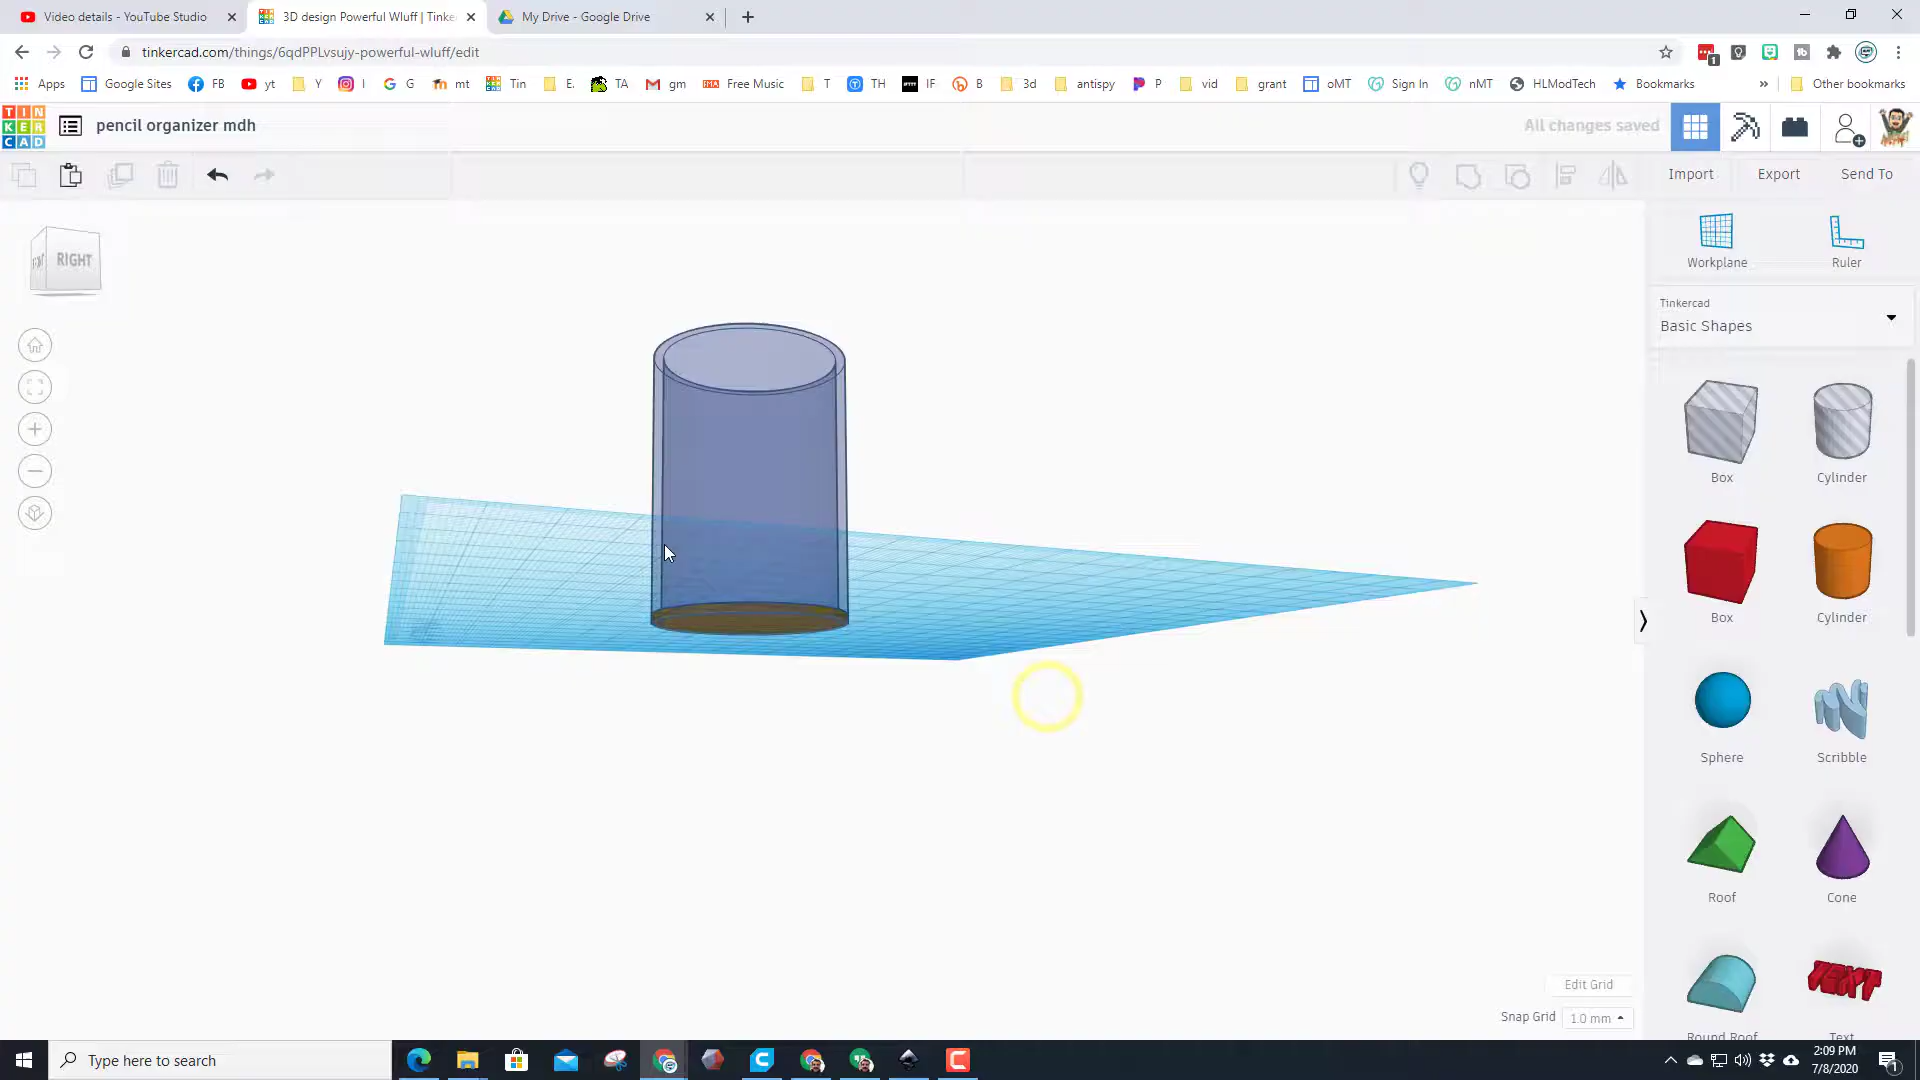 Video details - YouTube Studio
3D design Powerful Wluff | Tinke
My Drive - Google Drive
tinkercad.com/things/6qdPPLvsujy-powerful-wluff/edit
1
Apps
Google Sites
FB
yt
Y
I
G
mt
Tin
E.
TA
gm
Free Music
T
TH
IF
B
3d
antispy
P
vid
grant
oMT
Sign In
nMT
HLModTech
Bookmarks
»
Other bookmarks
TIN
KER
CAD
pencil organizer mdh
All changes saved
Import
Export
Send To
RIGHT
Workplane
Ruler
Tinkercad
Basic Shapes
Box
Cylinder
Box
Cylinder
Sphere
Scribble
Roof
Cone
TEXT
Round Roof
Text
Edit Grid
Snap Grid
1.0 mm
Type here to search
2:09 PM
7/8/2020
1